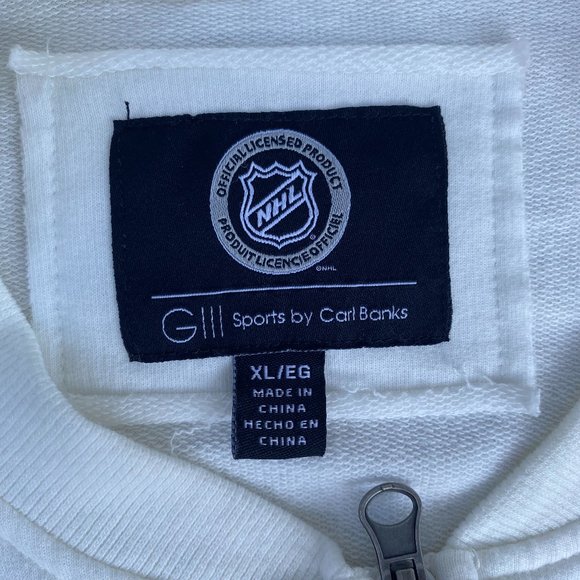 OFFICIAL LICENSED PRODUCT
NHL
PRODUIT LICENCIÉ OFFICIEL
©NHL
GIII Sports by Carl Banks
XL/EG
MADE IN
CHINA
HECHO EN
CHINA